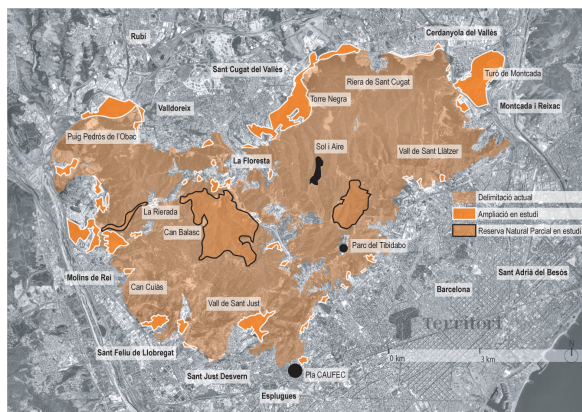 Cerdanyola del Vallès
Rubí
Sant Cugat del Vallès
Riera de Sant Cugat
Turó de Montcada
Torre Negra
Valldoreix
Montcada i Reixac
Puig Pedrós de l'Obac
Sol i Aire
Vall de Sant Llàtzer
La Floresta
Delimitació actual
Ampliació en estudi
La Rierada
Reserva Natural Parcial en estudi
Can Balasc
Parc del Tibidabo
Molins de Rei
Sant Adrià del Besòs
Can Cuiàs
Barcelona
Vall de Sant Just
territori
Sant Feliu de Llobregat
0 km
3 km
Pla CAUFEC
Sant Just Desvern
Esplugues